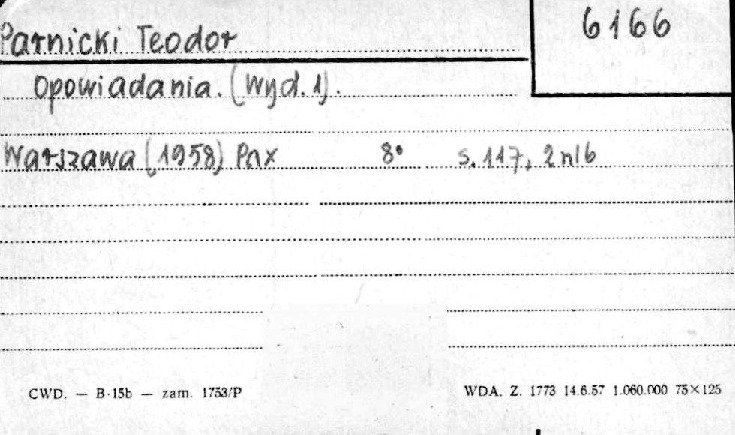 6166
Parnicki Teodor
Opowiadania. (Wyd. 1).
Warszawa (1958) Pax 8° s. 117, 2 nlb
CWD. — B-15b — zam. 1753/P
WDA. Z. 1773 14.6.57 1.060.000 75×125